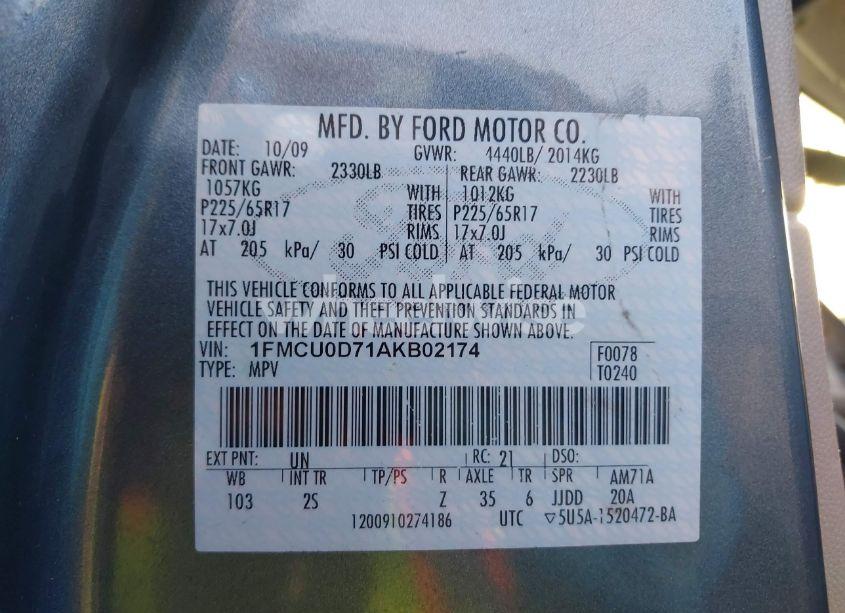 MFD. BY FORD MOTOR CO.
DATE: 10/09 GVWR: 4440LB/ 2014KG
FRONT GAWR: 2330LB REAR GAWR: 2230LB
1057KG WITH 1012KG WITH
P225/65R17 TIRES P225/65R17 TIRES
17x7.0J RIMS 17x7.0J RIMS
AT 205 kPa/ 30 PSI COLD AT 205 kPa/ 30 PSI COLD
THIS VEHICLE CONFORMS TO ALL APPLICABLE FEDERAL MOTOR
VEHICLE SAFETY AND THEFT PREVENTION STANDARDS IN
EFFECT ON THE DATE OF MANUFACTURE SHOWN ABOVE.
VIN: 1FMCU0D71AKB02174 F0078
TYPE: MPV T0240
EXT PNT: UN RC: 21 DSO:
WB INT TR TP/PS R AXLE TR SPR AM71A
103 2S Z 35 6 JJDD 20A
1200910274186 UTC ▽5U5A-1520472-BA